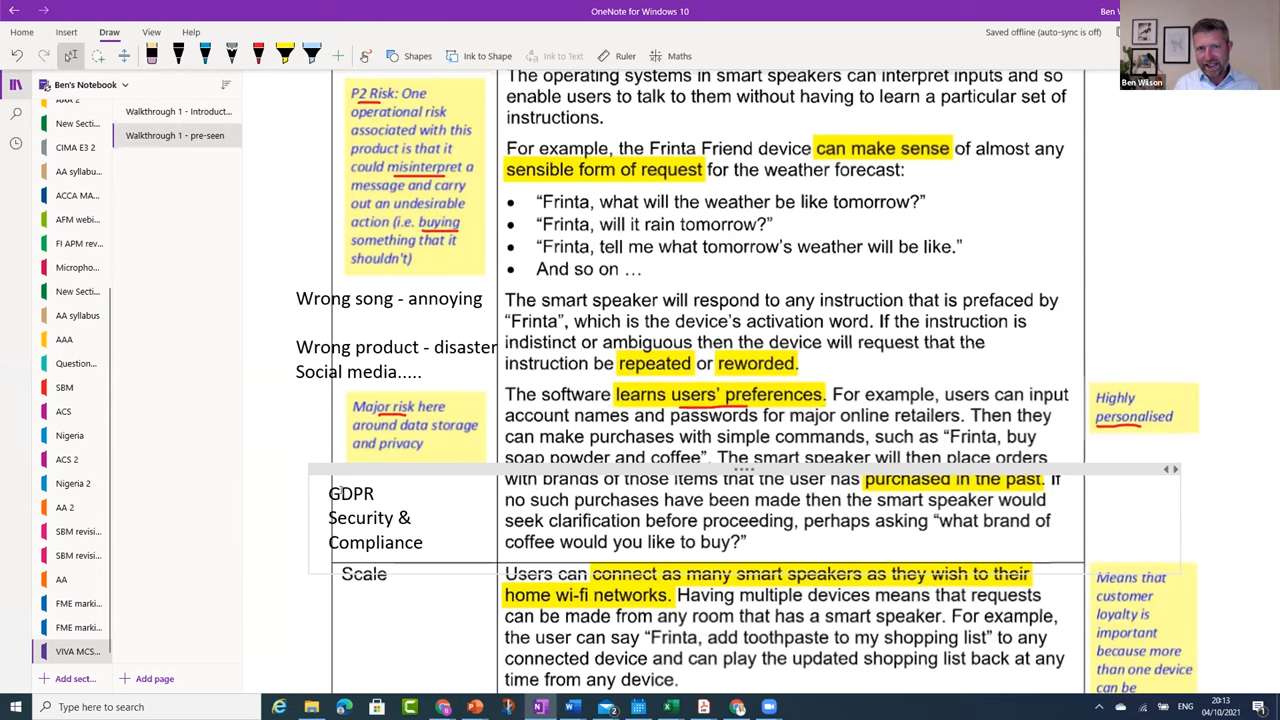 OneNote for Windows 10
Ben W
Home
Insert
Draw
View
Help
Saved offline (auto-sync is off)
Shapes
Ink to Shape
Ink to Text
Ruler
Maths
Ben Wilson
Ben's Notebook
AAA 2
New Secti...
CIMA E3 2
AA syllabu...
ACCA MA...
AFM webi...
FI APM rev...
Micropho...
New Secti...
AA syllabus
AAA
Question...
SBM
ACS
Nigeria
ACS 2
Nigeria 2
AA 2
SBM revisi...
SBM revisi...
AA
FME marki...
FME marki...
VIVA MCS...
Add sect...
Walkthrough 1 - Introduct...
Walkthrough 1 - pre-seen
Add page
P2 Risk: One
operational risk
associated with this
product is that it
could misinterpret a
message and carry
out an undesirable
action (i.e. buying
something that it
shouldn't)
Wrong song - annoying
Wrong product - disaster
Social media.....
Major risk here
around data storage
and privacy
GDPR
Security &
Compliance
Scale
The operating systems in smart speakers can interpret inputs and so
enable users to talk to them without having to learn a particular set of
instructions.
For example, the Frinta Friend device can make sense of almost any
sensible form of request for the weather forecast:
• “Frinta, what will the weather be like tomorrow?”
• “Frinta, will it rain tomorrow?”
• “Frinta, tell me what tomorrow’s weather will be like.”
• And so on …
The smart speaker will respond to any instruction that is prefaced by
“Frinta”, which is the device’s activation word. If the instruction is
indistinct or ambiguous then the device will request that the
instruction be repeated or reworded.
The software learns users’ preferences. For example, users can input
account names and passwords for major online retailers. Then they
can make purchases with simple commands, such as “Frinta, buy
soap powder and coffee”. The smart speaker will then place orders
with brands of those items that the user has purchased in the past. If
no such purchases have been made then the smart speaker would
seek clarification before proceeding, perhaps asking “what brand of
coffee would you like to buy?”
Users can connect as many smart speakers as they wish to their
home wi-fi networks. Having multiple devices means that requests
can be made from any room that has a smart speaker. For example,
the user can say “Frinta, add toothpaste to my shopping list” to any
connected device and can play the updated shopping list back at any
time from any device.
Highly
personalised
Means that
customer
loyalty is
important
because more
than one device
can be
Type here to search
ENG
20:13
04/10/2021